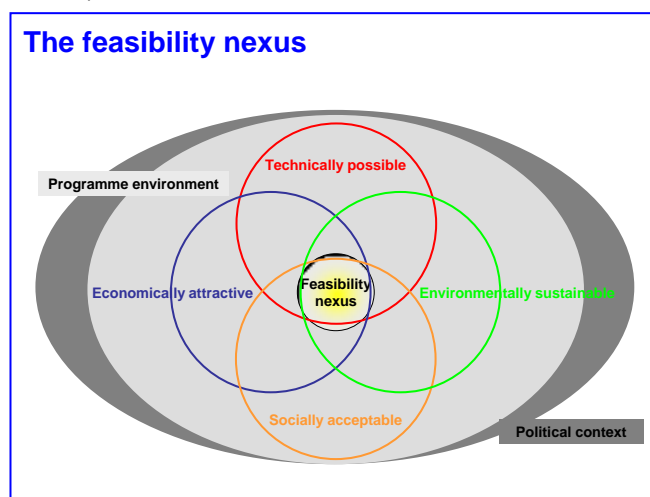 The feasibility nexus
Technically possible
Programme environment
Economically attractive
Feasibility
nexus
Environmentally sustainable
Socially acceptable
Political context